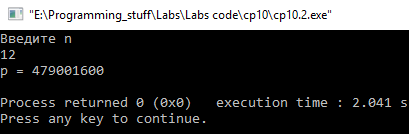 "E:\Programming_stuff\Labs\Labs code\cp10\cp10.2.exe"
Введите n
12
p = 479001600
Process returned 0 (0x0)   execution time : 2.041 s
Press any key to continue.